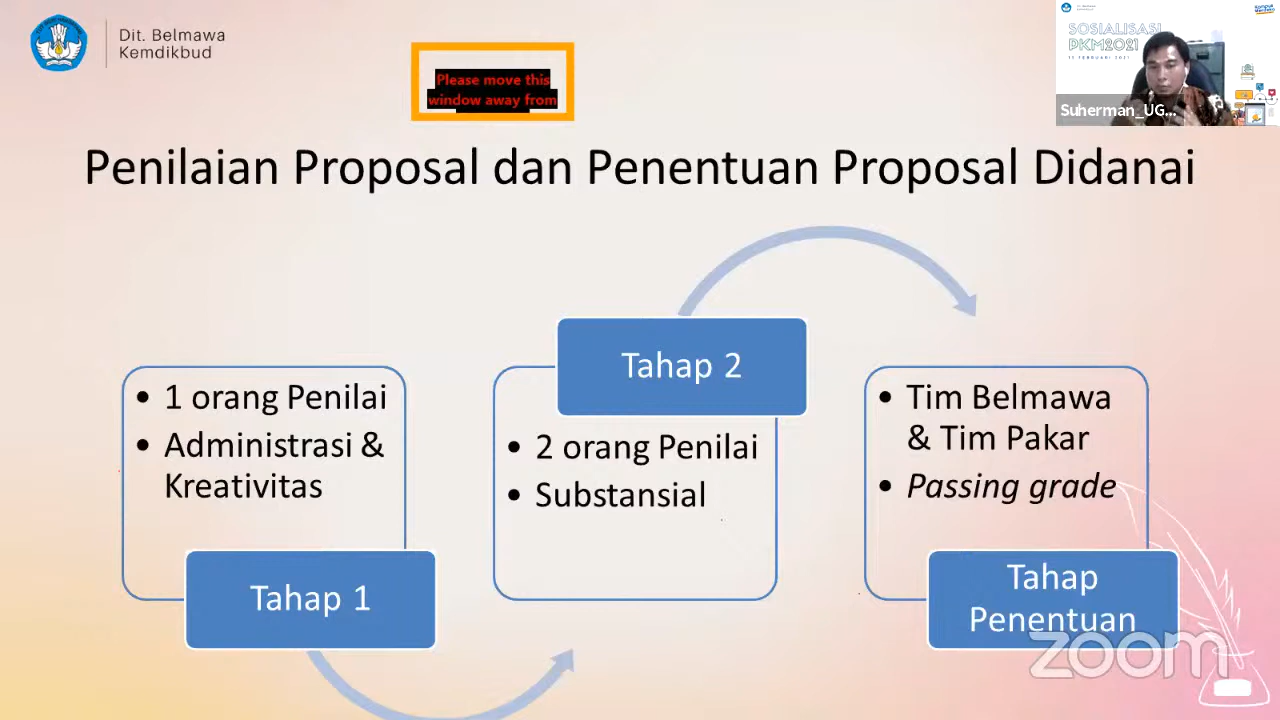 Dit. Belmawa
Kemdikbud
Please move this
window away from
SOSIALISASI
PKM2021
Suherman_UG...
Penilaian Proposal dan Penentuan Proposal Didanai
• 1 orang Penilai
• Administrasi &
Kreativitas
Tahap 1
Tahap 2
• 2 orang Penilai
• Substansial
• Tim Belmawa
& Tim Pakar
• Passing grade
Tahap
Penentuan
zoom